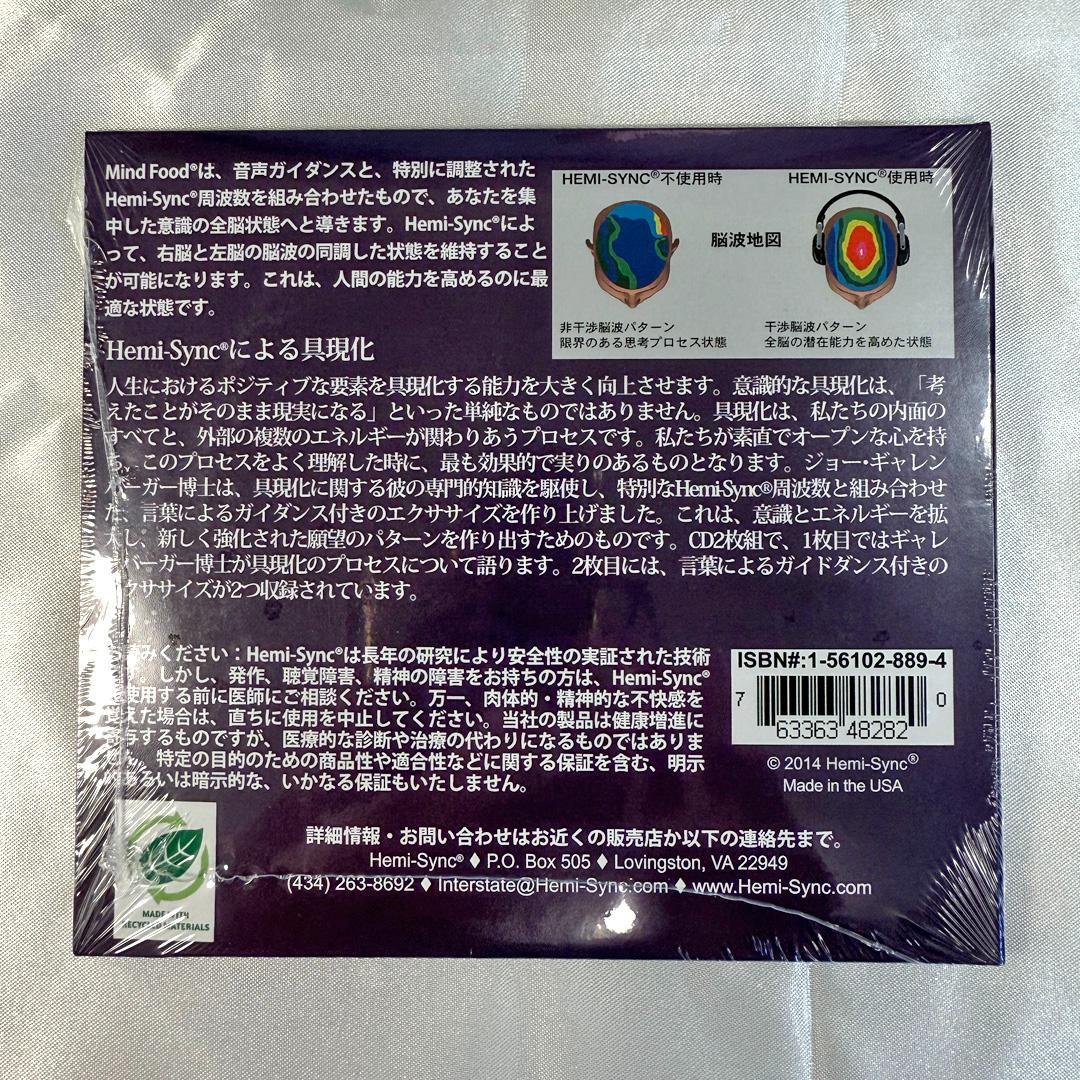 Mind Food®は、音声ガイダンスと、特別に調整された
Hemi-Sync®周波数を組み合わせたもので、あなたを集
中した意識の全脳状態へと導きます。Hemi-Sync®によ
って、右脳と左脳の脳波の同調した状態を維持すること
が可能になります。これは、人間の能力を高めるのに最
適な状態です。
HEMI-SYNC®不使用時
HEMI-SYNC®使用時
脳波地図
非干渉脳波パターン
限界のある思考プロセス状態
干渉脳波パターン
全脳の潜在能力を高めた状態
Hemi-Sync®による具現化
人生におけるポジティブな要素を具現化する能力を大きく向上させます。意識的な具現化は、「考
えたことがそのまま現実になる」といった単純なものではありません。具現化は、私たちの内面の
すべてと、外部の複数のエネルギーが関わりあうプロセスです。私たちが素直でオープンな心を持
ち、このプロセスをよく理解した時に、最も効果的で実りのあるものとなります。ジョー・ギャレン
バーガー博士は、具現化に関する彼の専門的知識を駆使し、特別なHemi-Sync®周波数と組み合わせ
た、言葉によるガイダンス付きのエクササイズを作り上げました。これは、意識とエネルギーを拡
大し、新しく強化された願望のパターンを作り出すためのものです。CD2枚組で、1枚目ではギャレ
ンバーガー博士が具現化のプロセスについて語ります。2枚目には、言葉によるガイドダンス付きの
エクササイズが2つ収録されています。
お読みください：Hemi-Sync®は長年の研究により安全性の実証された技術
です。しかし、発作、聴覚障害、精神の障害をお持ちの方は、Hemi-Sync®
を使用する前に医師にご相談ください。万一、肉体的・精神的な不快感を
覚えた場合は、直ちに使用を中止してください。当社の製品は健康増進に
寄与するものですが、医療的な診断や治療の代わりになるものではありま
せん。特定の目的のための商品性や適合性などに関する保証を含む、明示
的あるいは暗示的な、いかなる保証もいたしません。
ISBN#:1-56102-889-4
7 63363 48282 0
© 2014 Hemi-Sync®
Made in the USA
MADE WITH
RECYCLED MATERIALS
詳細情報・お問い合わせはお近くの販売店か以下の連絡先まで。
Hemi-Sync® ♦ P.O. Box 505 ♦ Lovingston, VA 22949
(434) 263-8692 ♦ Interstate@Hemi-Sync.com ♦ www.Hemi-Sync.com